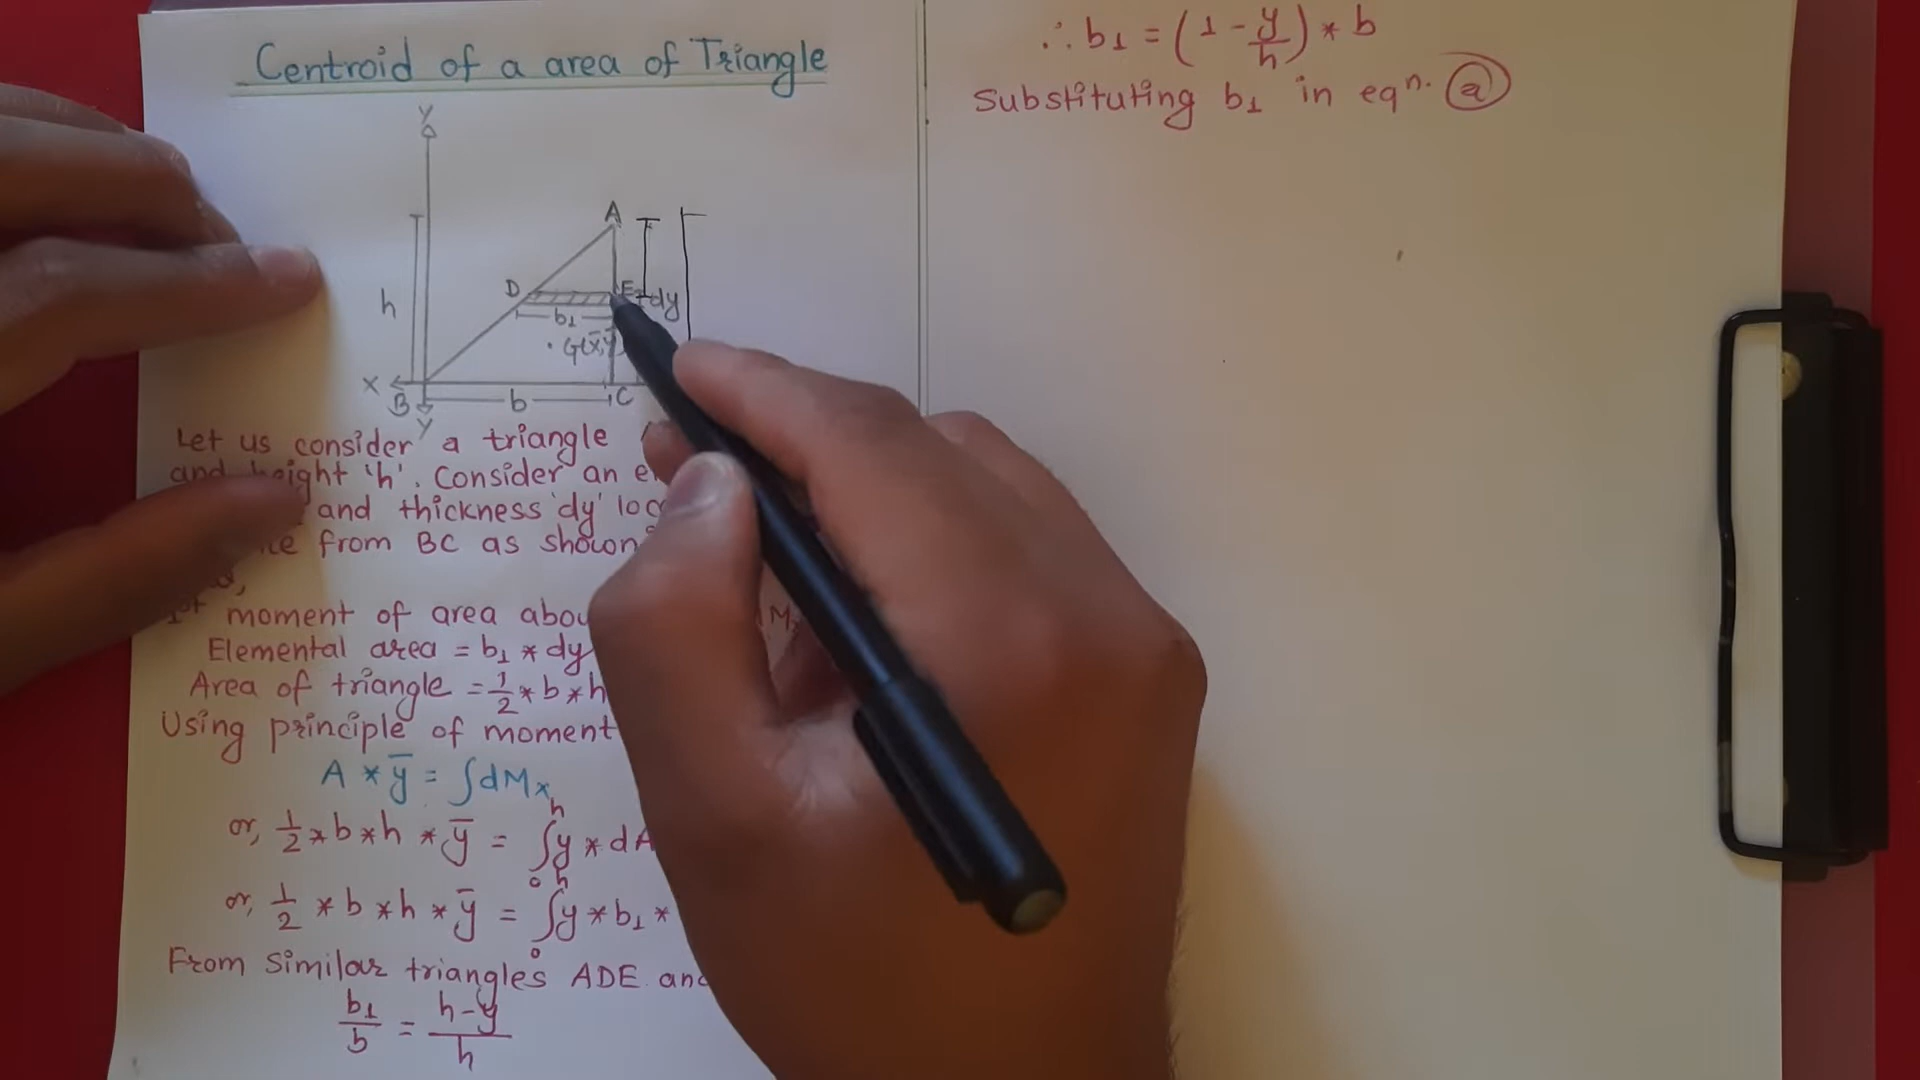 Centroid of a area of Triangle
Y
A
D
E
dy
h
b₁
G(x̄,ȳ)
X
B
b
C
Y
Let us consider a triangle
and height 'h'. Consider an
and thickness 'dy'
from BC as shown
moment of area
Elemental area = b₁ * dy
Area of triangle = 1/2 * b * h
Using principle of moment
A * ȳ = ∫dMx
or, 1/2 * b * h * ȳ = ∫₀ʰ y * dA
or, 1/2 * b * h * ȳ = ∫₀ʰ y * b₁ *
From Similar triangles ADE and
b₁/b = (h-y)/h
∴ b₁ = (1 - y/h) * b
Substituting b₁ in eqⁿ. (a)